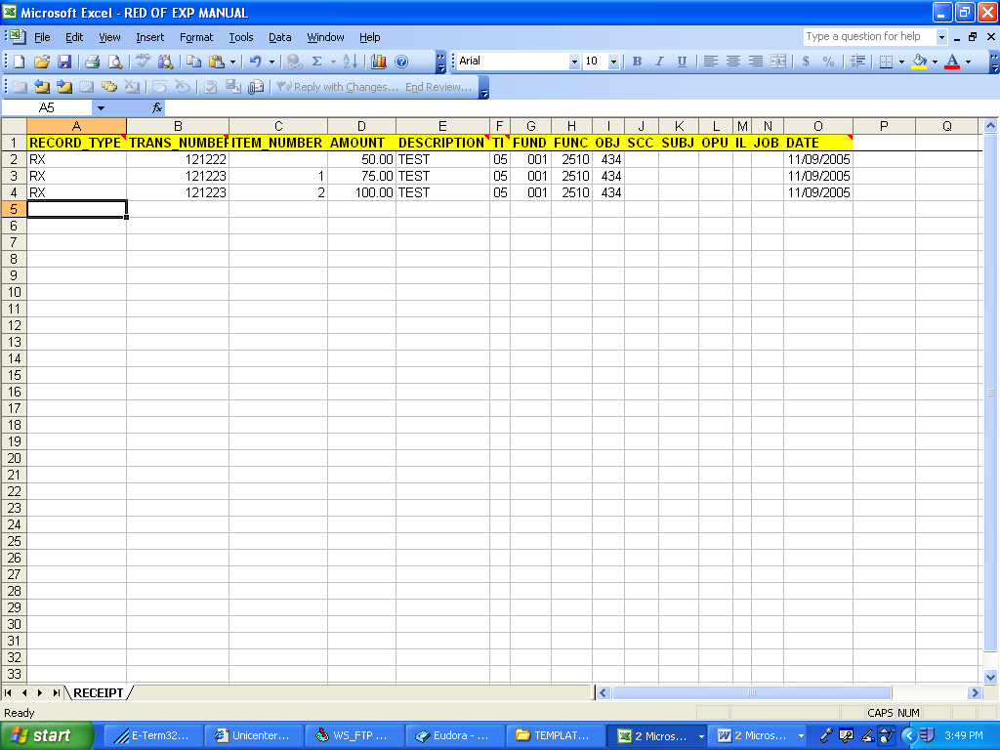 Microsoft Excel - RED OF EXP MANUAL
File Edit View Insert Format Tools Data Window Help Type a question for help
Arial 10 B I U $ %
Reply with Changes... End Review...
A5 fx
A B C D E F G H I J K L M N O P Q
1 RECORD_TYPE TRANS_NUMBER ITEM_NUMBER AMOUNT DESCRIPTION TI FUND FUNC OBJ SCC SUBJ OPU IL JOB DATE
2 RX 121222 50.00 TEST 05 001 2510 434 11/09/2005
3 RX 121223 1 75.00 TEST 05 001 2510 434 11/09/2005
4 RX 121223 2 100.00 TEST 05 001 2510 434 11/09/2005
5
6
7
8
9
10
11
12
13
14
15
16
17
18
19
20
21
22
23
24
25
26
27
28
29
30
31
32
33
RECEIPT
Ready CAPS NUM
start E-Term32... Unicenter... WS_FTP ... Eudora - ... TEMPLAT... 2 Micros... 2 Micros... 3:49 PM